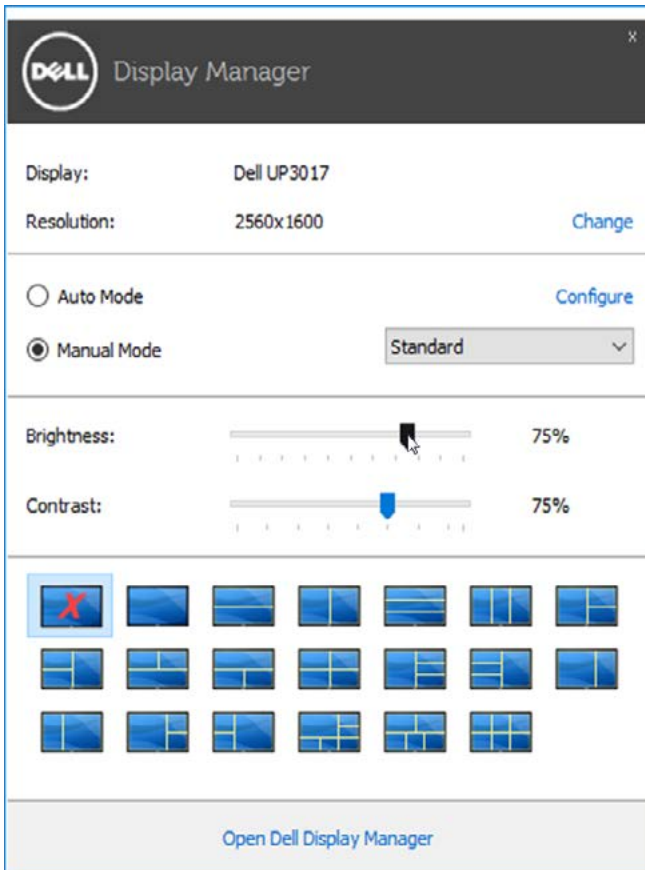 DELL Display Manager
x
Display: Dell UP3017
Resolution: 2560x1600 Change
Auto Mode Configure
Manual Mode Standard
Brightness: 75%
Contrast: 75%
Open Dell Display Manager